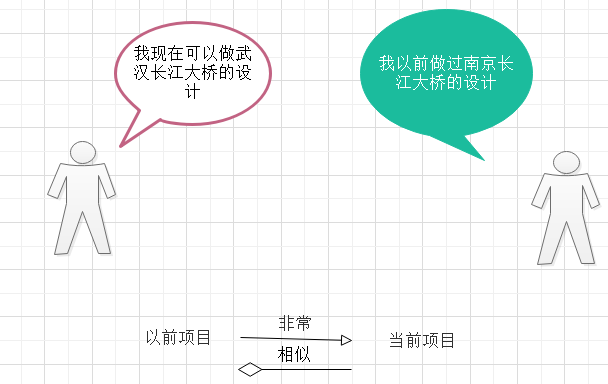 我现在可以做武
汉长江大桥的设
计
我以前做过南京长
江大桥的设计
非常
以前项目
当前项目
相似